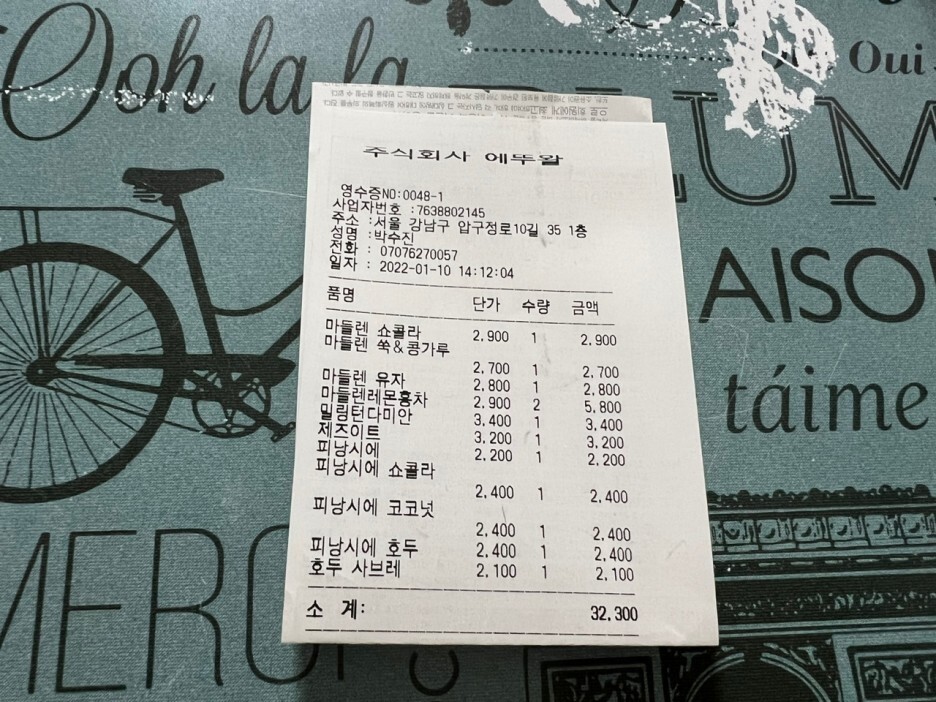 Ooh la la
Oui
LUM
AISON
táime
MERCI
주식회사 에뚜왈
영수증NO:0048-1
사업자번호 :7638802145
주소 :서울 강남구 압구정로10길 35 1층
성명 :박수진
전화 : 07076270057
일자 : 2022-01-10 14:12:04
품명 단가 수량 금액
마들렌 쇼콜라 2,900 1 2,900
마들렌 쑥&콩가루
2,700 1 2,700
마들렌 유자 2,800 1 2,800
마들렌레몬홍차 2,900 2 5,800
밀링턴다미안 3,400 1 3,400
제즈이트 3,200 1 3,200
피낭시에 2,200 1 2,200
피낭시에 쇼콜라
2,400 1 2,400
피낭시에 코코넛
2,400 1 2,400
피낭시에 호두 2,400 1 2,400
호두 사브레 2,100 1 2,100
소 계: 32,300